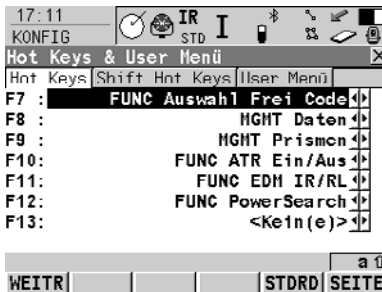 17:11
KONFIG
IR
STD
I
Hot Keys & User Menü
Hot Keys Shift Hot Keys User Menü
F7 : FUNC Auswahl Frei Code
F8 : MGMT Daten
F9 : MGMT Prismen
F10: FUNC ATR Ein/Aus
F11: FUNC EDM IR/RL
F12: FUNC PowerSearch
F13: <Kein(e)>
a
WEITR STDRD SEITE